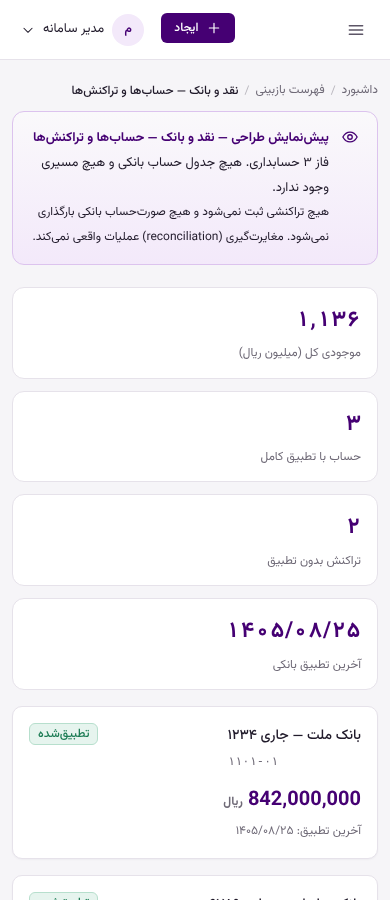 ایجاد
م
مدیر سامانه
داشبورد / فهرست بازبینی / نقد و بانک — حساب‌ها و تراکنش‌ها
پیش‌نمایش طراحی — نقد و بانک — حساب‌ها و تراکنش‌ها
فاز ۳ حسابداری. هیچ جدول حساب بانکی و هیچ مسیری
وجود ندارد.
هیچ تراکنشی ثبت نمی‌شود و هیچ صورت‌حساب بانکی بارگذاری
نمی‌شود. مغایرت‌گیری (reconciliation) عملیات واقعی نمی‌کند.
۱,۱۳۶
موجودی کل (میلیون ریال)
۳
حساب با تطبیق کامل
۲
تراکنش بدون تطبیق
۱۴۰۵/۰۸/۲۵
آخرین تطبیق بانکی
بانک ملت — جاری ۱۲۳۴
تطبیق‌شده
۱۱۰۱-۰۱
842,000,000 ریال
آخرین تطبیق: ۱۴۰۵/۰۸/۲۵